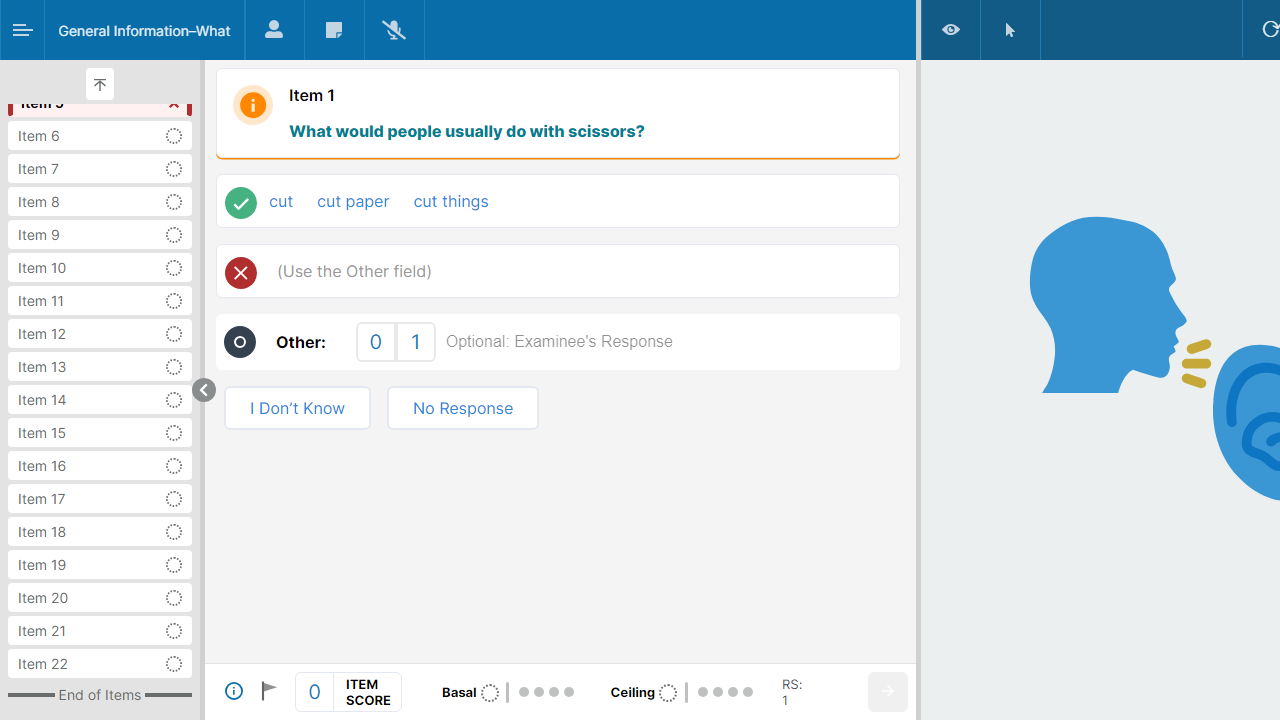 General Information–What
Item 5
Item 6
Item 7
Item 8
Item 9
Item 10
Item 11
Item 12
Item 13
Item 14
Item 15
Item 16
Item 17
Item 18
Item 19
Item 20
Item 21
Item 22
End of Items
Item 1
What would people usually do with scissors?
cut cut paper cut things
(Use the Other field)
Other: 0 1 Optional: Examinee's Response
I Don’t Know No Response
0 ITEM
SCORE
Basal Ceiling
RS:
1